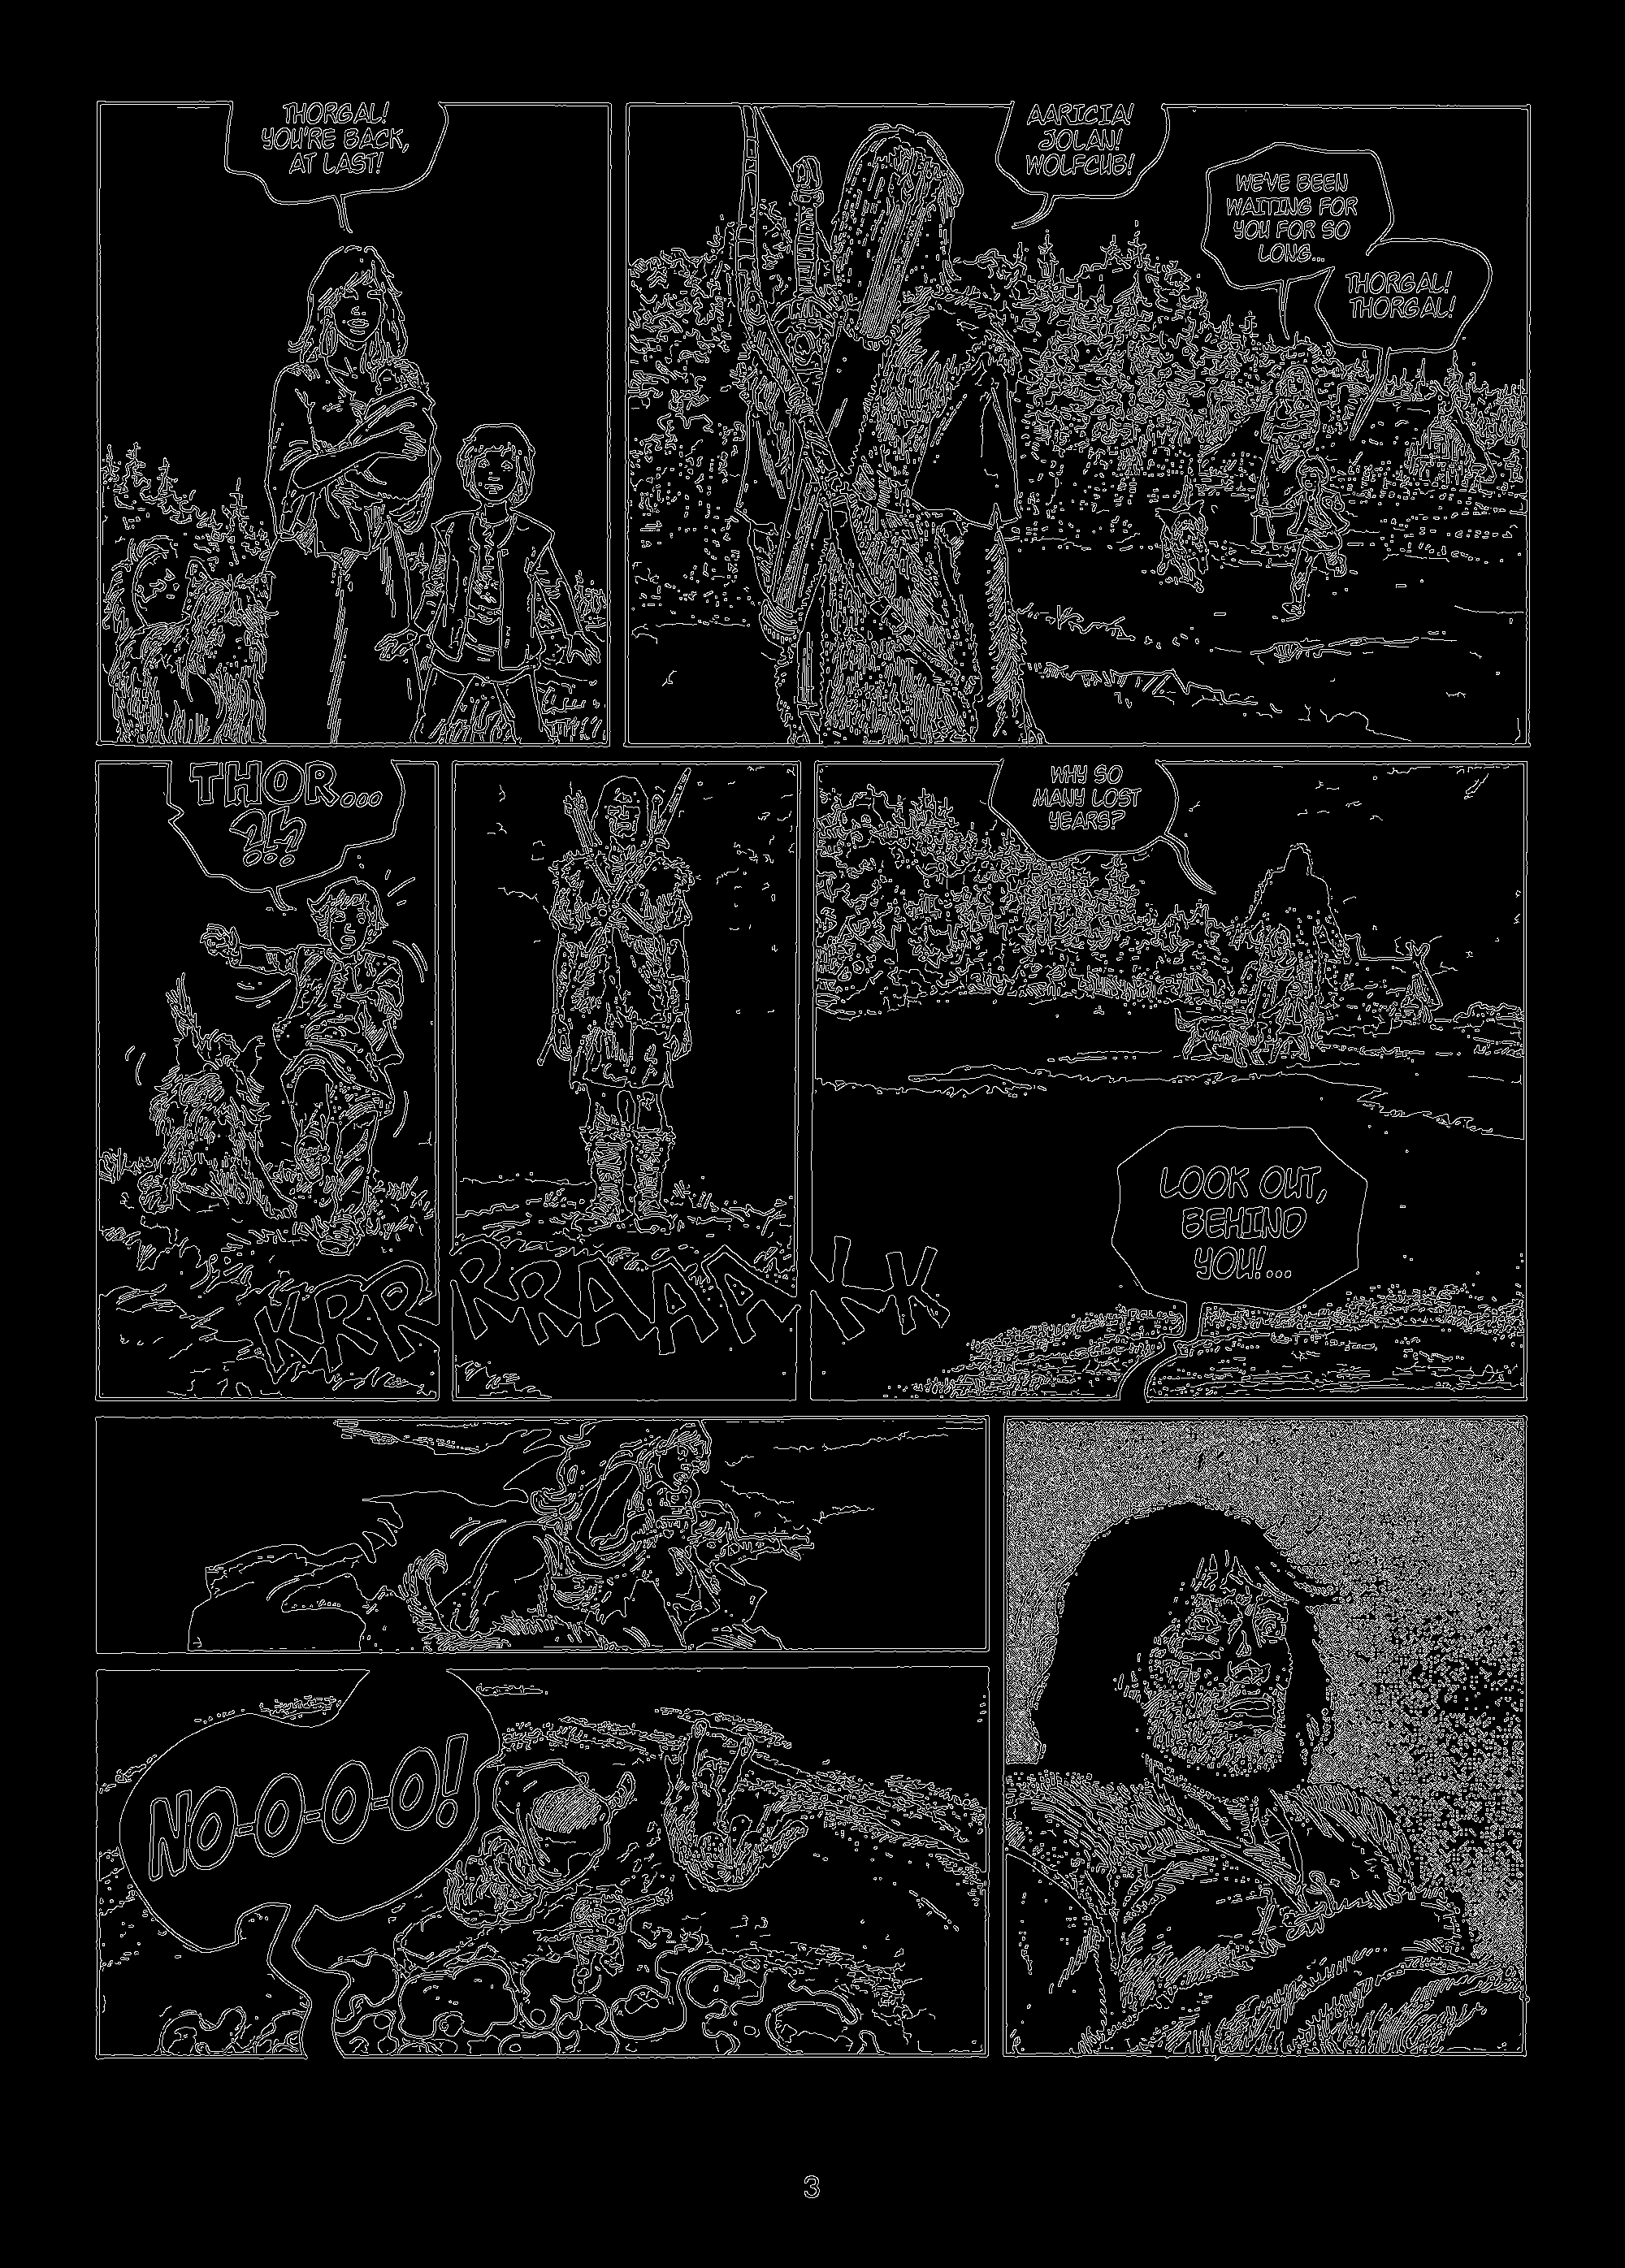 THORGAL!
YOU'RE BACK,
AT LAST!
AARICIA!
JOLAN!
WOLFCUB!
WE'VE BEEN
WAITING FOR
YOU FOR SO
LONG...
THORGAL!
THORGAL!
THOR...
?!?
WHY SO
MANY LOST
YEARS?
KRRRRAAAKK
LOOK OUT,
BEHIND
YOU!...
NO-O-O-O!
3